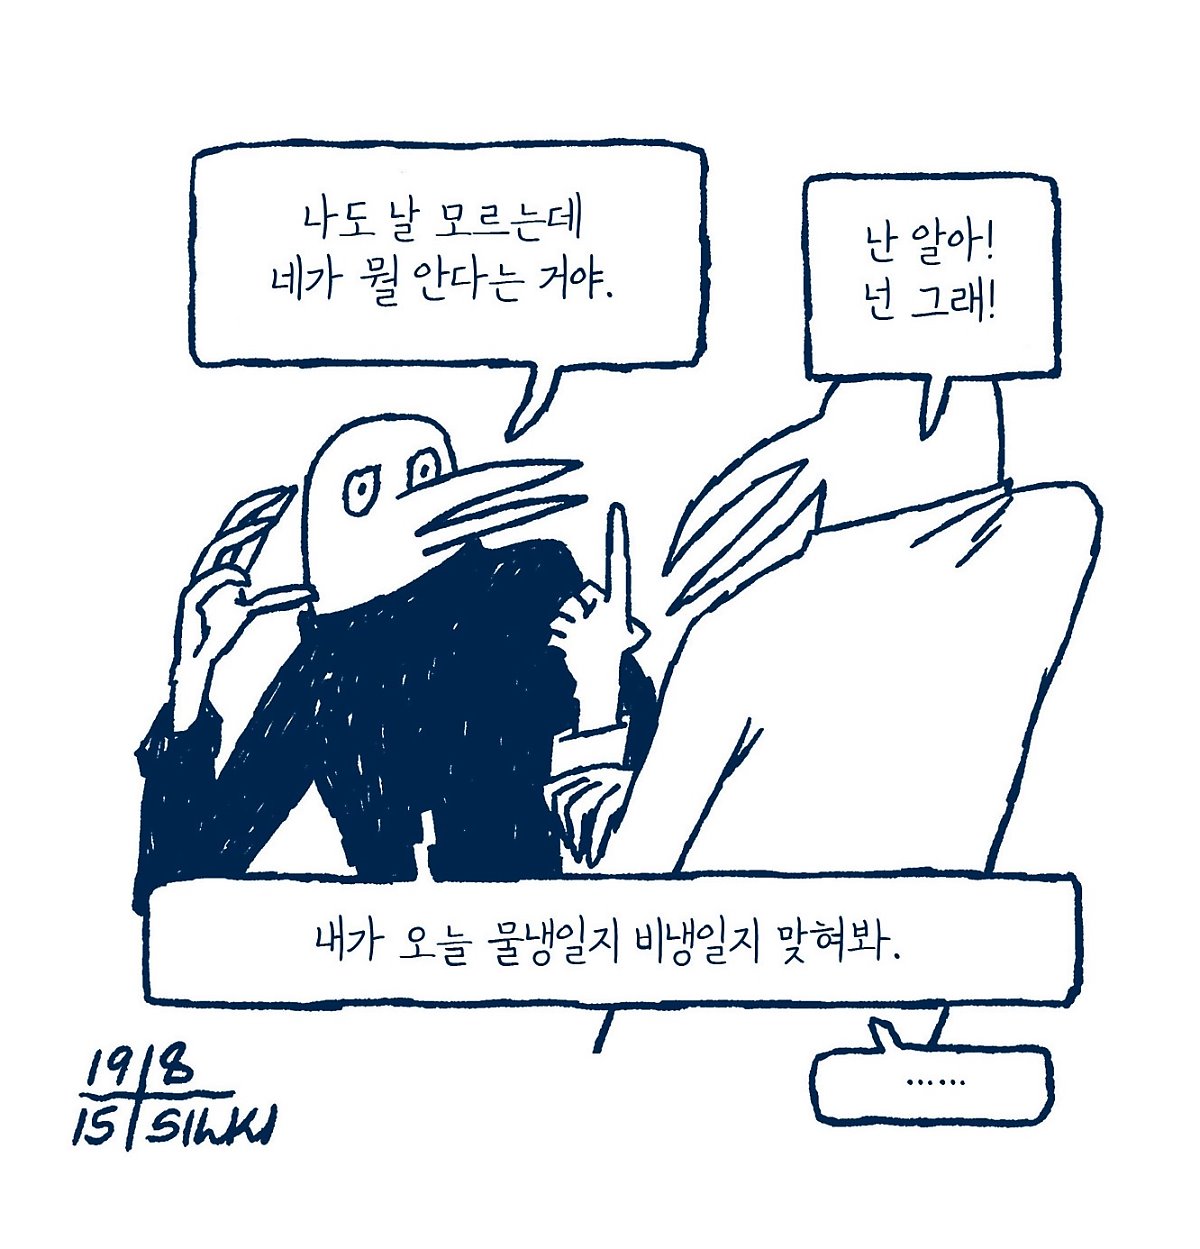 나도 날 모르는데
네가 뭘 안다는 거야.
난 알아!
넌 그래!
내가 오늘 물냉일지 비냉일지 맞혀봐.
......
19 8
15 SILKI